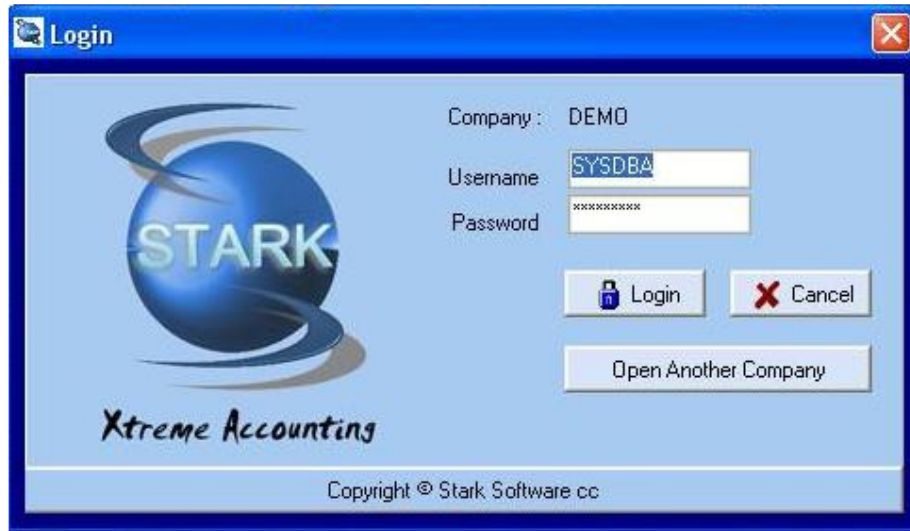 Login
Company : DEMO
Username SYSDBA
Password *********
STARK
Login Cancel
Open Another Company
Xtreme Accounting
Copyright © Stark Software cc